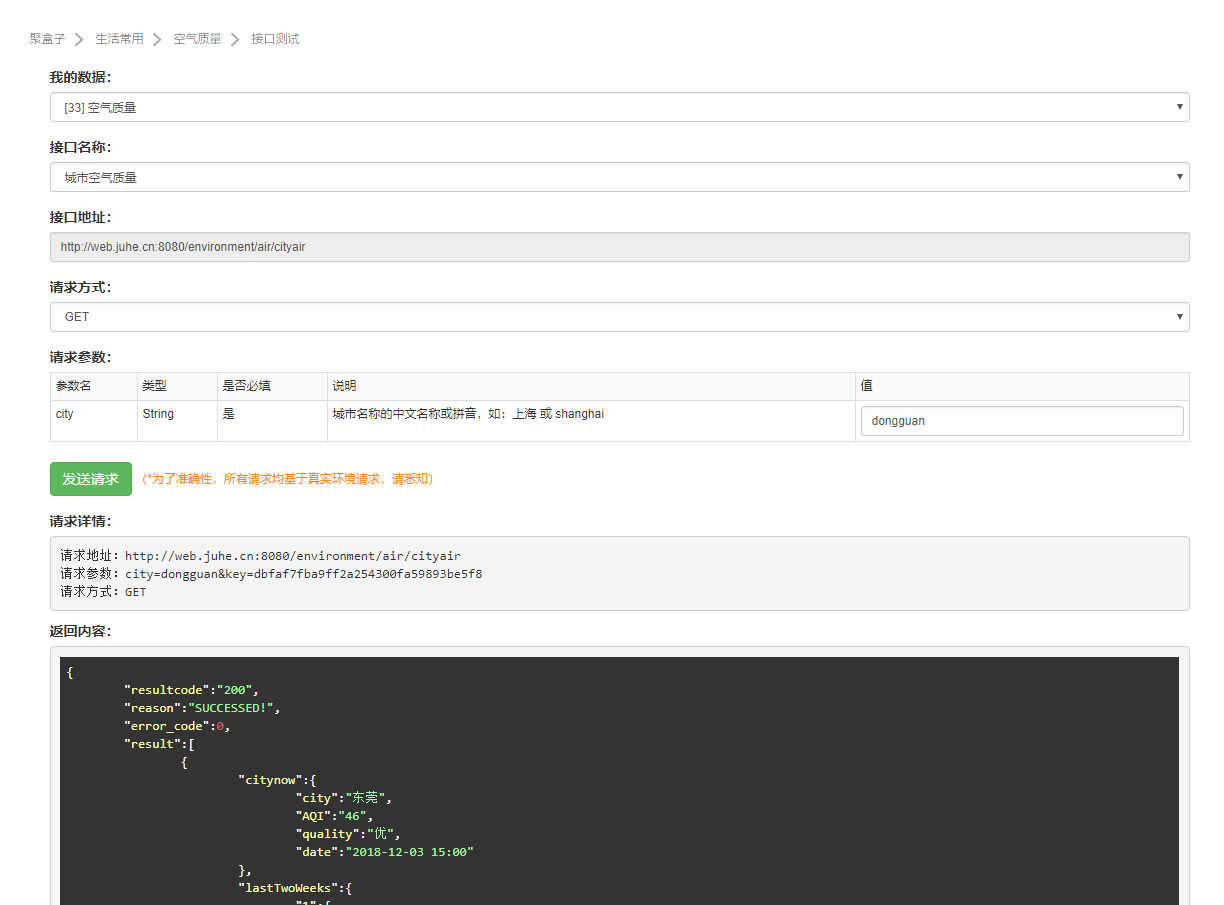 聚盒子 > 生活常用 > 空气质量 > 接口测试
我的数据：
[33] 空气质量
接口名称：
城市空气质量
接口地址：
http://web.juhe.cn:8080/environment/air/cityair
请求方式：
GET
请求参数：
参数名 类型 是否必填 说明 值
city String 是 城市名称的中文名称或拼音，如：上海 或 shanghai dongguan
发送请求 (*为了准确性，所有请求均基于真实环境请求，请悉知)
请求详情：
请求地址：http://web.juhe.cn:8080/environment/air/cityair
请求参数：city=dongguan&key=dbfaf7fba9ff2a254300fa59893be5f8
请求方式：GET
返回内容：
{
"resultcode":"200",
"reason":"SUCCESSED!",
"error_code":0,
"result":[
{
"citynow":{
"city":"东莞",
"AQI":"46",
"quality":"优",
"date":"2018-12-03 15:00"
},
"lastTwoWeeks":{
"1":{